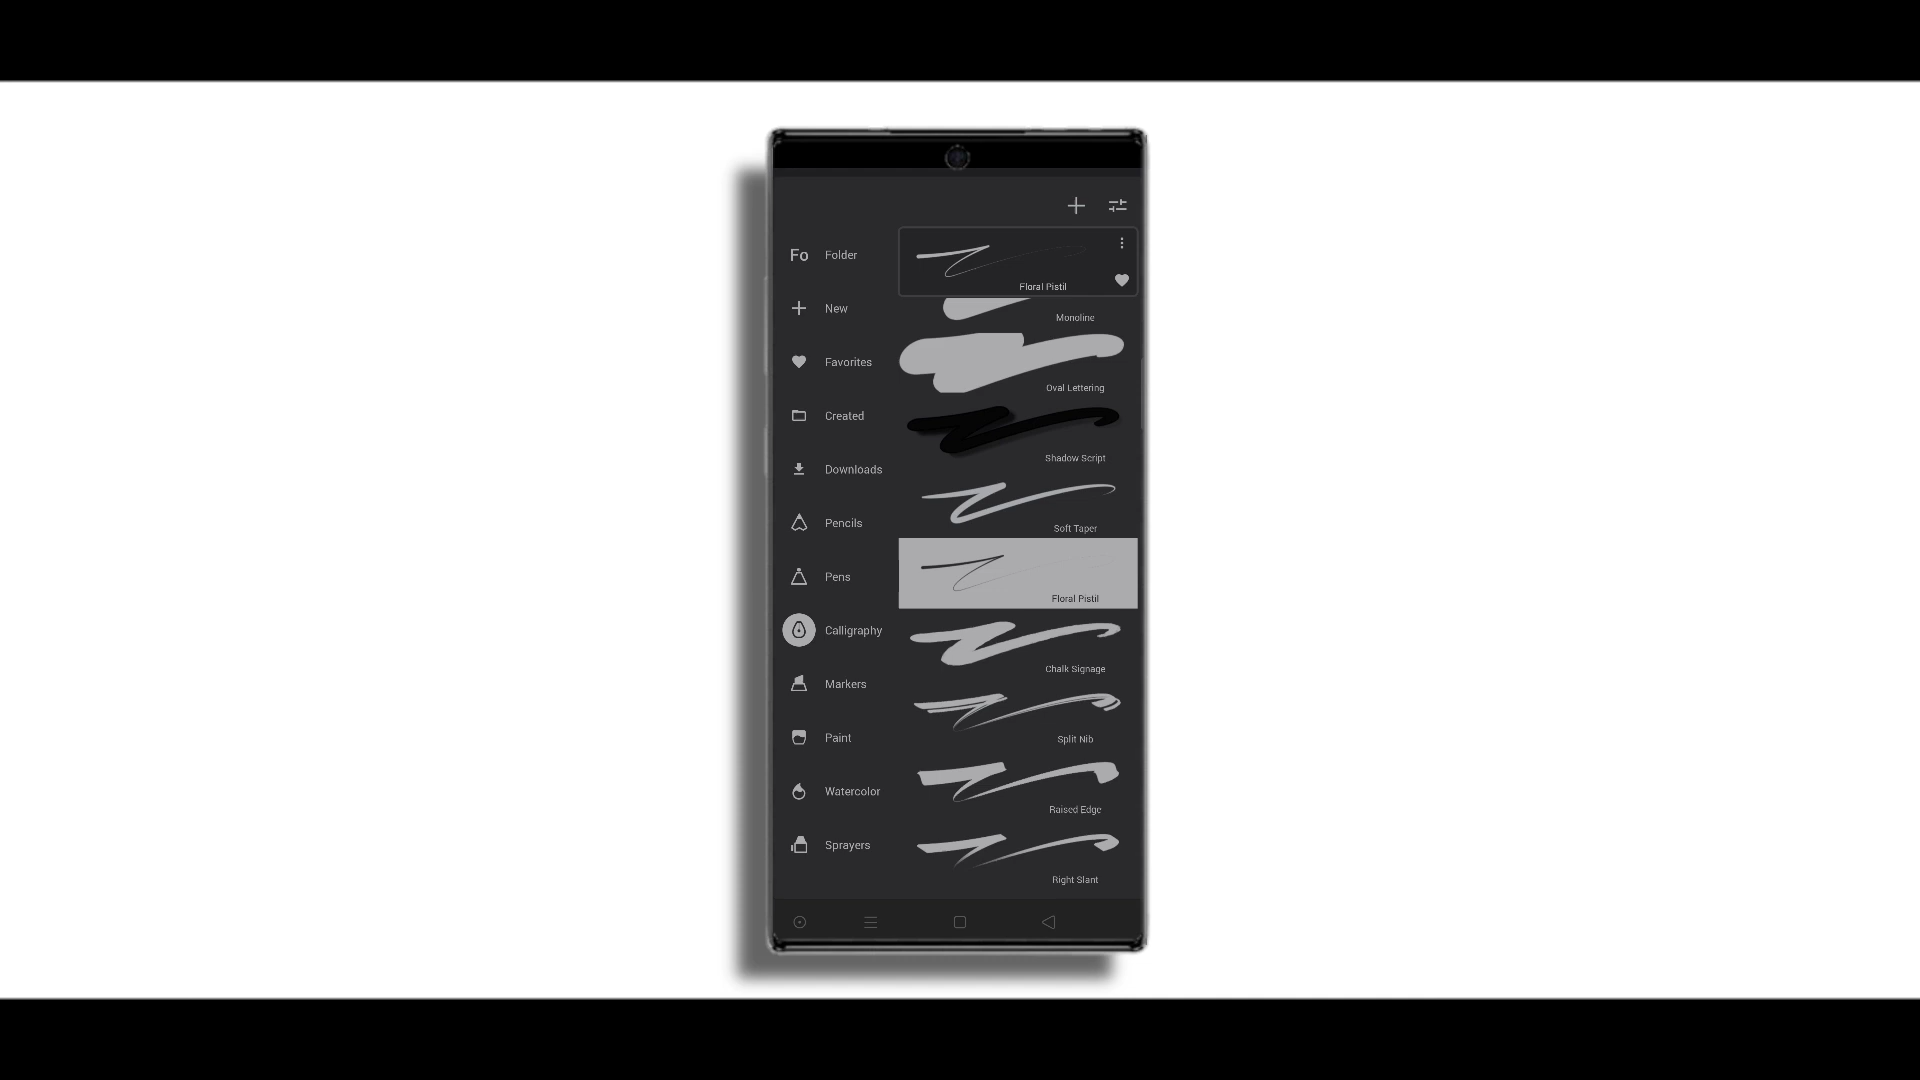 Fo Folder
New
Favorites
Created
Downloads
Pencils
Pens
Calligraphy
Markers
Paint
Watercolor
Sprayers
Floral Pistil
Monoline
Oval Lettering
Shadow Script
Soft Taper
Floral Pistil
Chalk Signage
Split Nib
Raised Edge
Right Slant